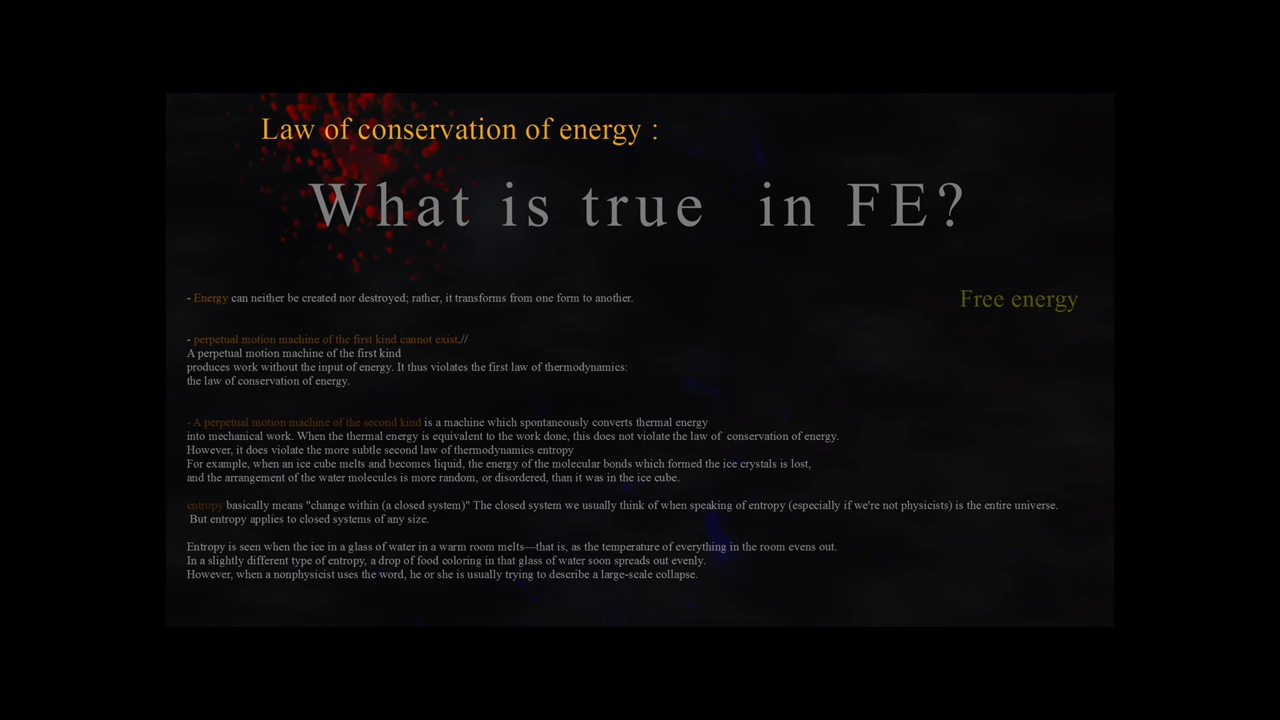 Law of conservation of energy :
What is true in FE?
- Energy can neither be created nor destroyed; rather, it transforms from one form to another.
Free energy
- perpetual motion machine of the first kind cannot exist.//
A perpetual motion machine of the first kind
produces work without the input of energy. It thus violates the first law of thermodynamics:
the law of conservation of energy.
- A perpetual motion machine of the second kind is a machine which spontaneously converts thermal energy
into mechanical work. When the thermal energy is equivalent to the work done, this does not violate the law of conservation of energy.
However, it does violate the more subtle second law of thermodynamics entropy
For example, when an ice cube melts and becomes liquid, the energy of the molecular bonds which formed the ice crystals is lost,
and the arrangement of the water molecules is more random, or disordered, than it was in the ice cube.
entropy basically means "change within (a closed system)" The closed system we usually think of when speaking of entropy (especially if we're not physicists) is the entire universe.
But entropy applies to closed systems of any size.
Entropy is seen when the ice in a glass of water in a warm room melts—that is, as the temperature of everything in the room evens out.
In a slightly different type of entropy, a drop of food coloring in that glass of water soon spreads out evenly.
However, when a nonphysicist uses the word, he or she is usually trying to describe a large-scale collapse.